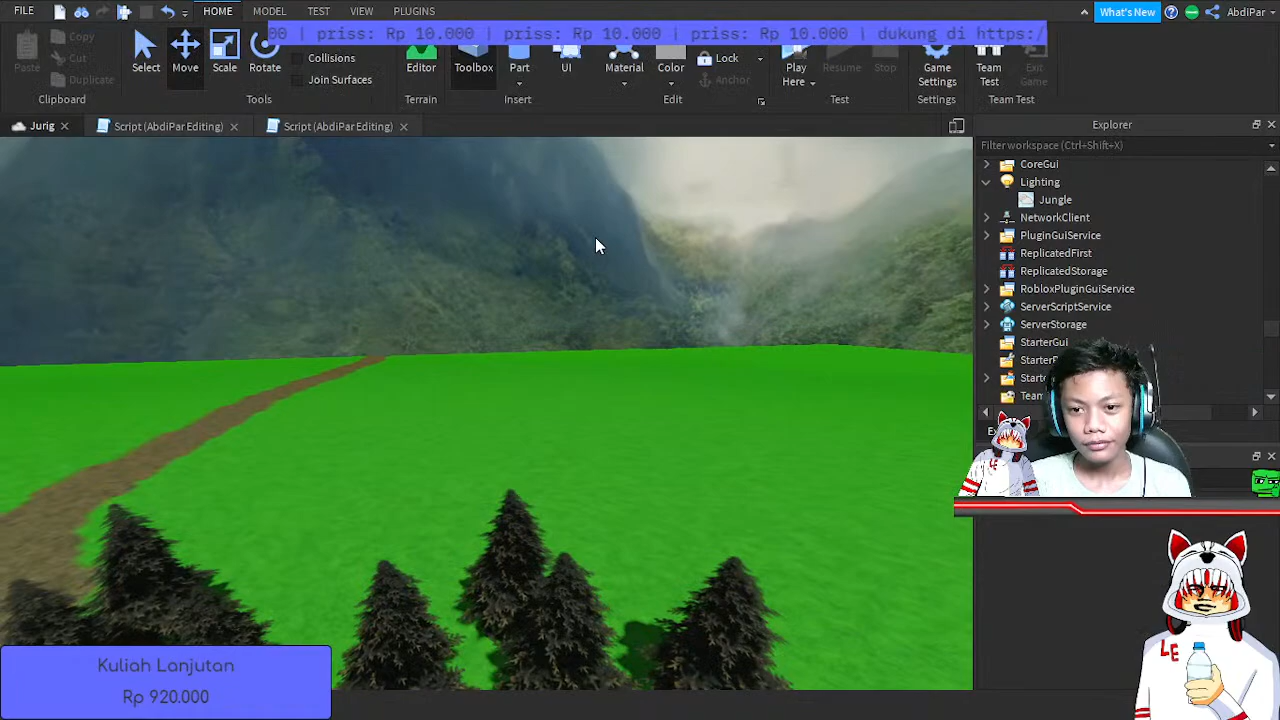 FILE HOME MODEL TEST VIEW PLUGINS What's New AbdiPar
00 | priss: Rp 10.000 | priss: Rp 10.000 | priss: Rp 10.000 | dukung di https:/
Paste Copy Cut Duplicate
Clipboard
Select Move Scale Rotate
Collisions
Join Surfaces
Tools
Editor
Terrain
Toolbox Part UI
Insert
Material Color Lock Anchor
Edit
Play Here Resume Stop
Test
Game Settings
Settings
Team Test Exit Game
Team Test
Jurig Script (AbdiPar Editing) Script (AbdiPar Editing)
Explorer
Filter workspace (Ctrl+Shift+X)
CoreGui
Lighting
Jungle
NetworkClient
PluginGuiService
ReplicatedFirst
ReplicatedStorage
RobloxPluginGuiService
ServerScriptService
ServerStorage
StarterGui
LE
LE
Kuliah Lanjutan
Rp 920.000